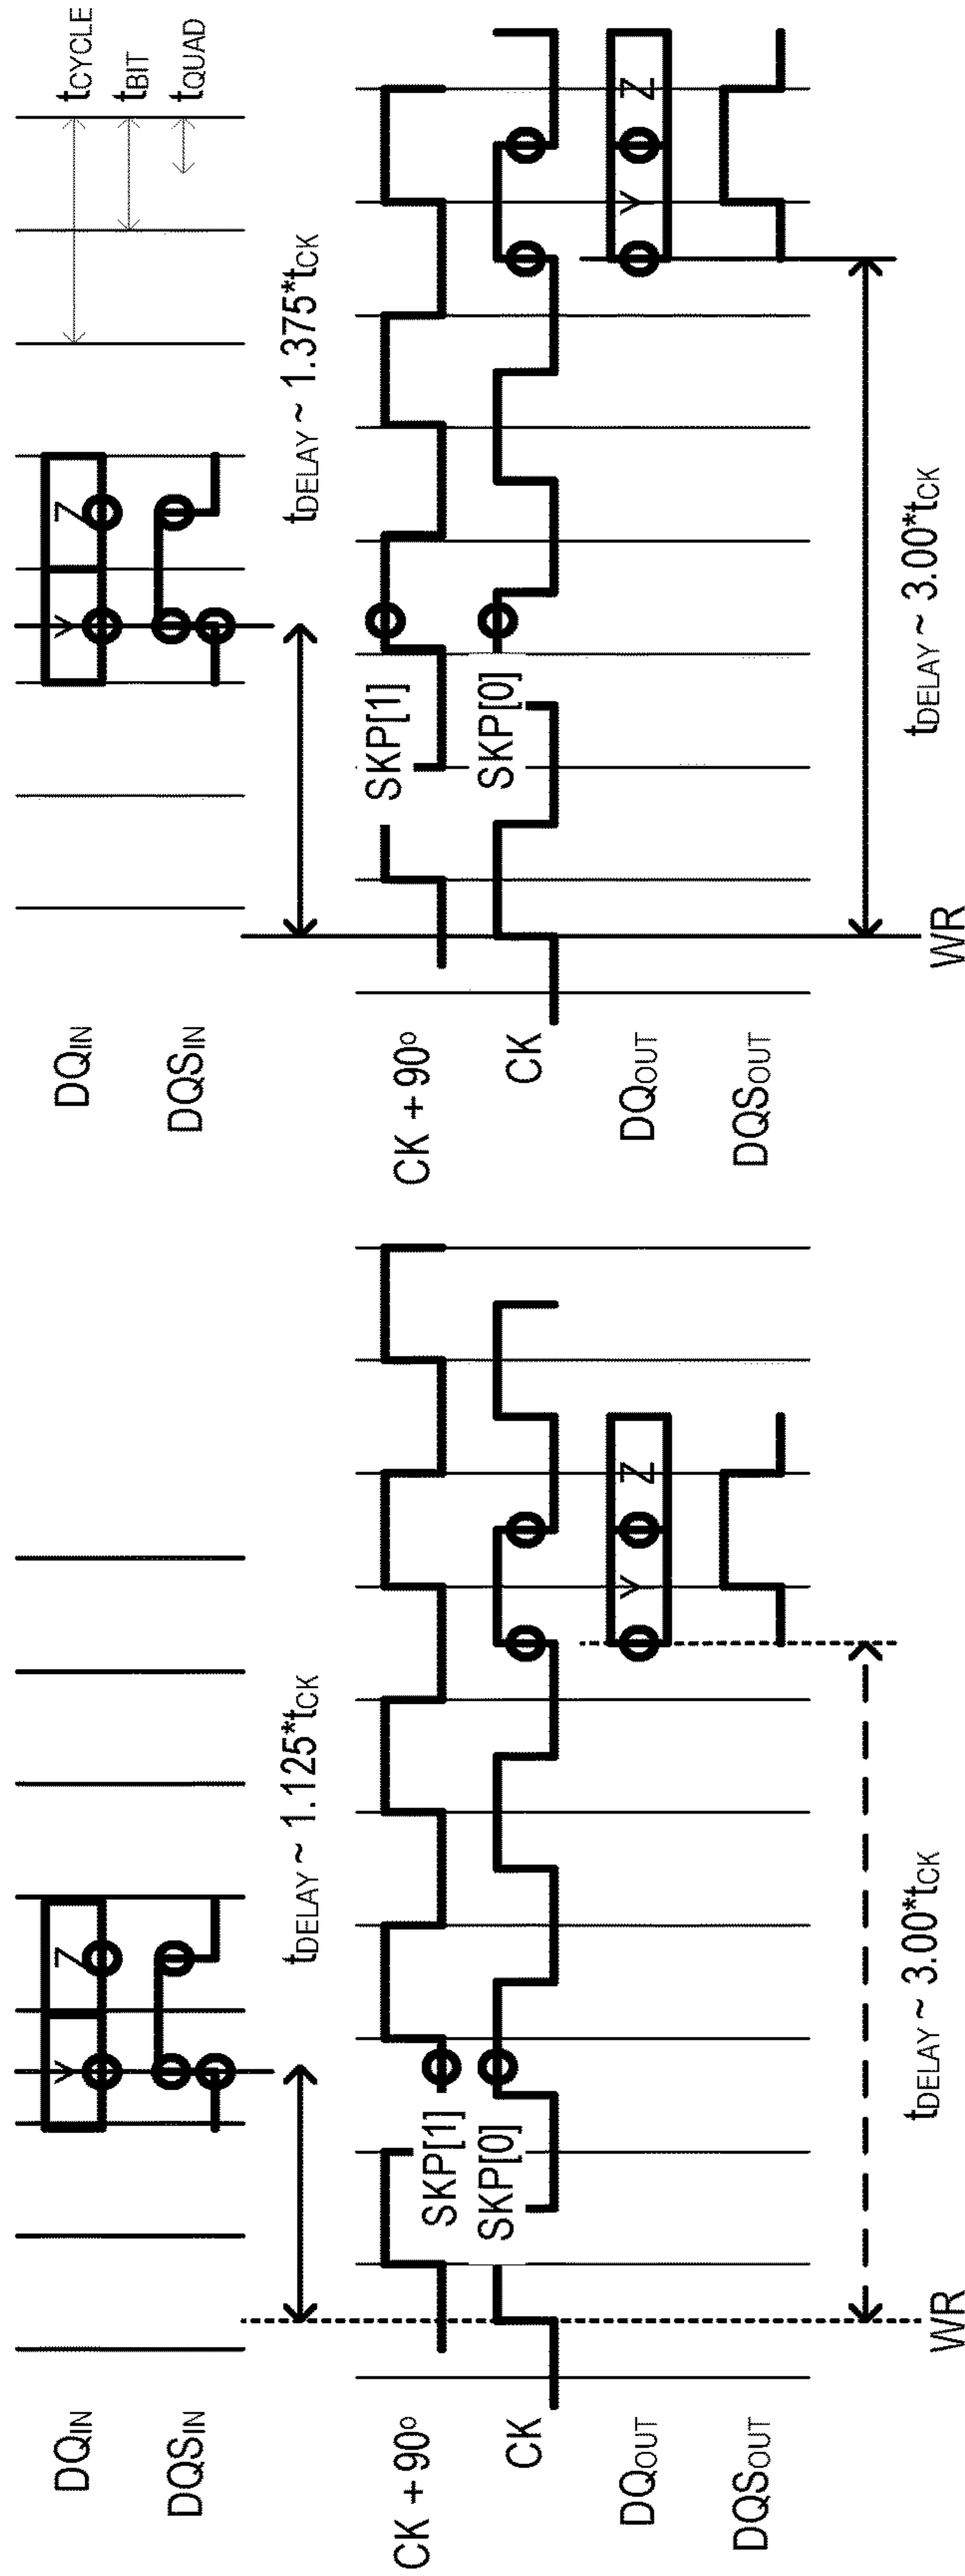 DQIN
DQSIN
Y Z
tDELAY ~ 1.125*tCK
CK + 90°
SKP[1]
CK
SKP[0]
DQOUT
Y Z
DQSOUT
tDELAY ~ 3.00*tCK
WR
DQIN
DQSIN
Y Z
tCYCLE
tBIT
tQUAD
tDELAY ~ 1.375*tCK
CK + 90°
SKP[1]
CK
SKP[0]
DQOUT
Y Z
DQSOUT
tDELAY ~ 3.00*tCK
WR